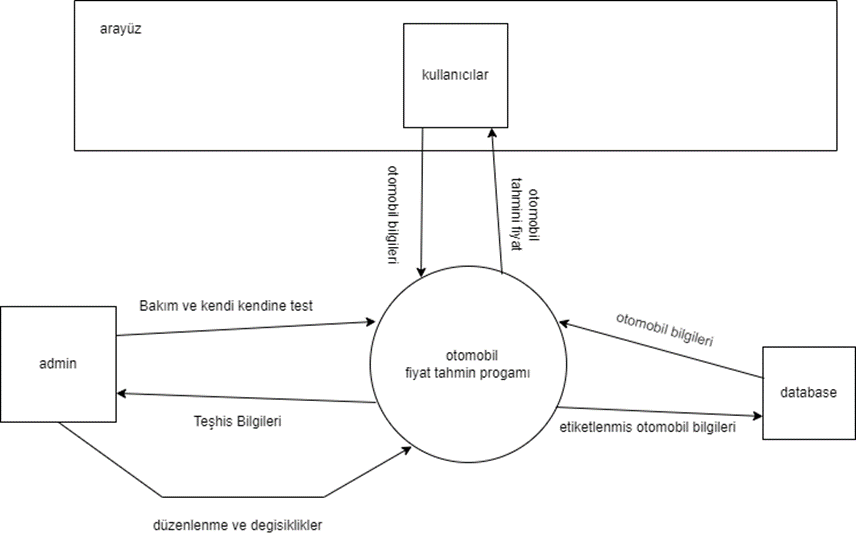 arayüz
kullanıcılar
otomobil bilgileri
otomobil
tahmini fiyat
Bakım ve kendi kendine test
admin
otomobil
fiyat tahmin progamı
otomobil bilgileri
database
Teşhis Bilgileri
etiketlenmis otomobil bilgileri
düzenlenme ve degisiklikler